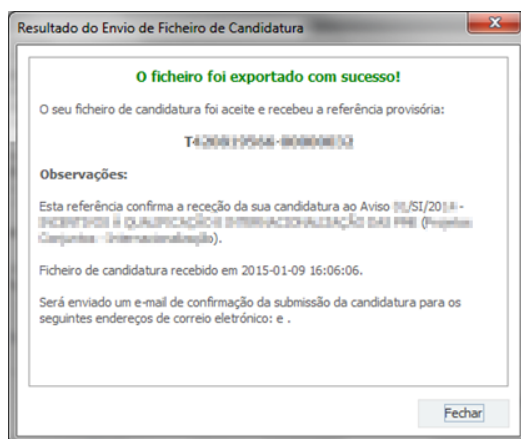 Resultado do Envio de Ficheiro de Candidatura
O ficheiro foi exportado com sucesso!
O seu ficheiro de candidatura foi aceite e recebeu a referência provisória:
Observações:
Esta referência confirma a receção da sua candidatura ao Aviso /SI/201 -
Ficheiro de candidatura recebido em 2015-01-09 16:06:06.
Será enviado um e-mail de confirmação da submissão da candidatura para os
seguintes endereços de correio eletrónico: e .
Fechar